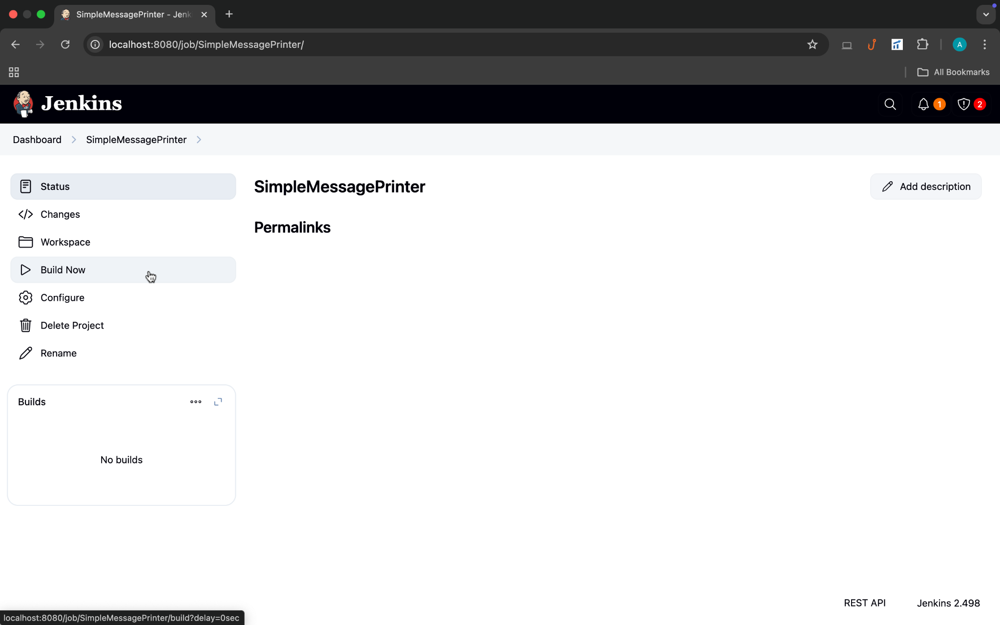 SimpleMessagePrinter - Jenk
localhost:8080/job/SimpleMessagePrinter/
A
All Bookmarks
Jenkins
1
2
Dashboard
SimpleMessagePrinter
Status
SimpleMessagePrinter
Add description
Changes
Permalinks
Workspace
Build Now
Configure
Delete Project
Rename
Builds
No builds
REST API
Jenkins 2.498
localhost:8080/job/SimpleMessagePrinter/build?delay=0sec